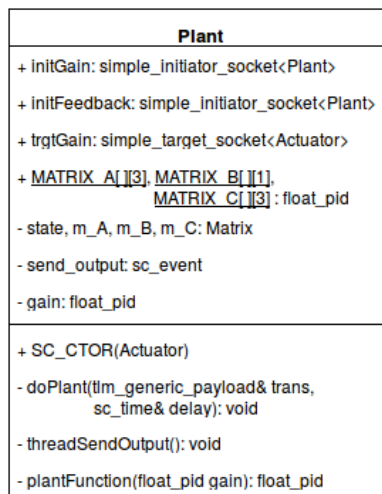 Plant
+ initGain: simple_initiator_socket<Plant>
+ initFeedback: simple_initiator_socket<Plant>
+ trgtGain: simple_target_socket<Actuator>
+ MATRIX_A[][3], MATRIX_B[][1],
MATRIX_C[][3] : float_pid
- state, m_A, m_B, m_C: Matrix
- send_output: sc_event
- gain: float_pid
+ SC_CTOR(Actuator)
- doPlant(tlm_generic_payload& trans,
sc_time& delay): void
- threadSendOutput(): void
- plantFunction(float_pid gain): float_pid